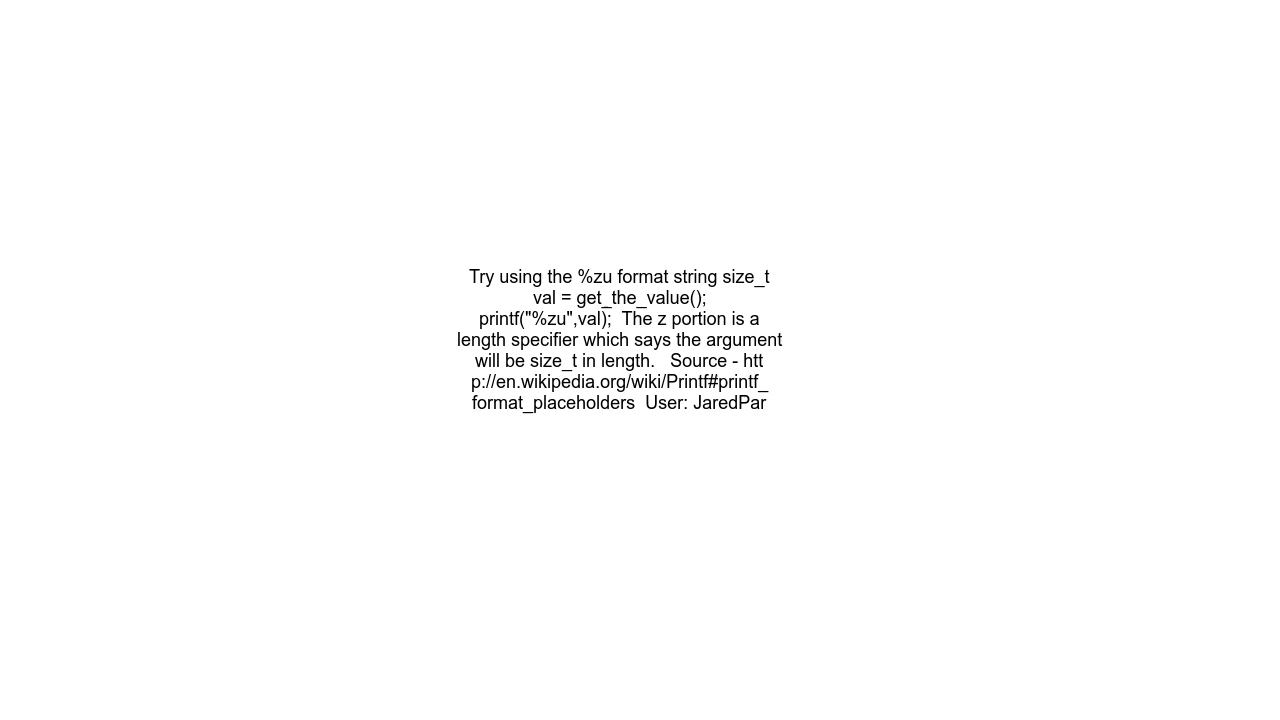 Try using the %zu format string size_t
val = get_the_value();
printf("%zu",val);  The z portion is a
length specifier which says the argument
will be size_t in length.   Source - htt
p://en.wikipedia.org/wiki/Printf#printf_
format_placeholders  User: JaredPar